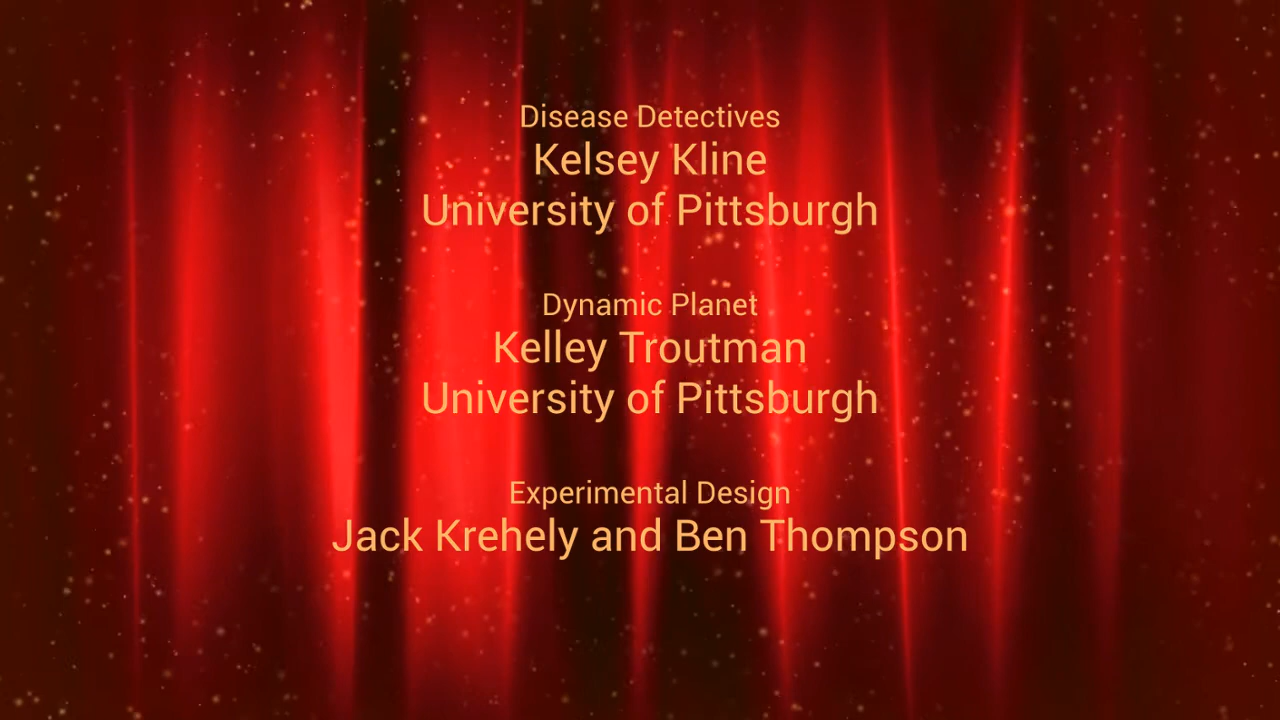 Disease Detectives
Kelsey Kline
University of Pittsburgh
Dynamic Planet
Kelley Troutman
University of Pittsburgh
Experimental Design
Jack Krehely and Ben Thompson